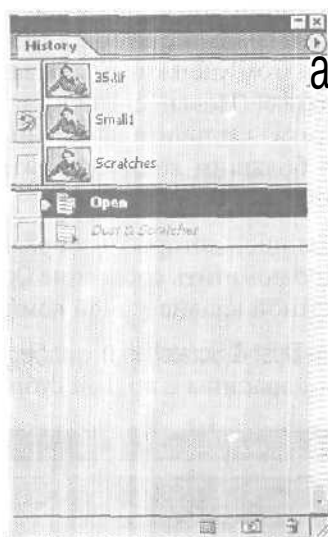 History
35.tif
a
Small1
Scratches
Open
Dust & Scratches